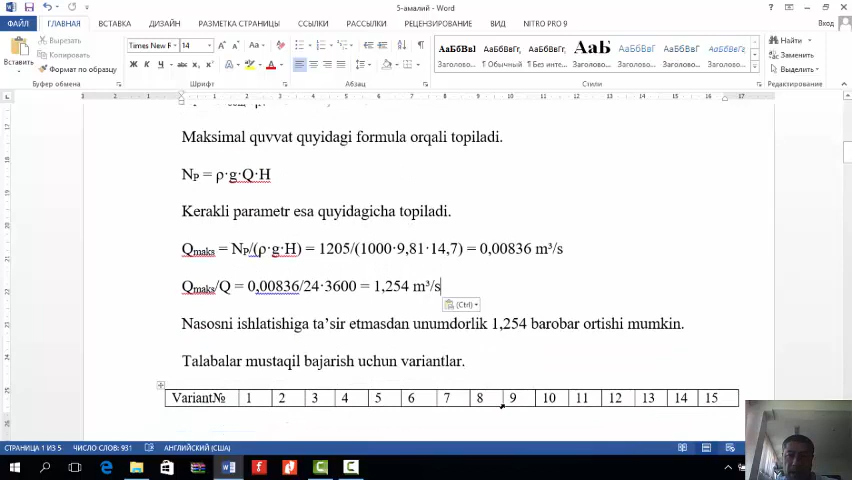 5-амалий - Word
ФАЙЛ ГЛАВНАЯ ВСТАВКА ДИЗАЙН РАЗМЕТКА СТРАНИЦЫ ССЫЛКИ РАССЫЛКИ РЕЦЕНЗИРОВАНИЕ ВИД NITRO PRO 9 Вход
Вставить
Вырезать
Копировать
Формат по образцу
Буфер обмена
Times New R 14
Ж К Ч
Шрифт
Абзац
АаБбВвІ АаБбВвГг, АаБбВвГг, АаБ АаБбВвГ АаБбВвГ АаБбВвГг,
Заголово... ¶ Обычный ¶ Без инте... Заголово... Заголово... Заголово... Заголово...
Стили
Найти
Заменить
Выделить
Редактирование
Maksimal quvvat quyidagi formula orqali topiladi.
Nₚ = ρ·g·Q·H
Kerakli parametr esa quyidagicha topiladi.
Qmaks = Nₚ/(ρ·g·H) = 1205/(1000·9,81·14,7) = 0,00836 m³/s
Qmaks/Q = 0,00836/24·3600 = 1,254 m³/s
(Ctrl)
Nasosni ishlatishiga ta’sir etmasdan unumdorlik 1,254 barobar ortishi mumkin.
Talabalar mustaqil bajarish uchun variantlar.
Variant№ 1 2 3 4 5 6 7 8 9 10 11 12 13 14 15
СТРАНИЦА 1 ИЗ 5 ЧИСЛО СЛОВ: 931 АНГЛИЙСКИЙ (США)